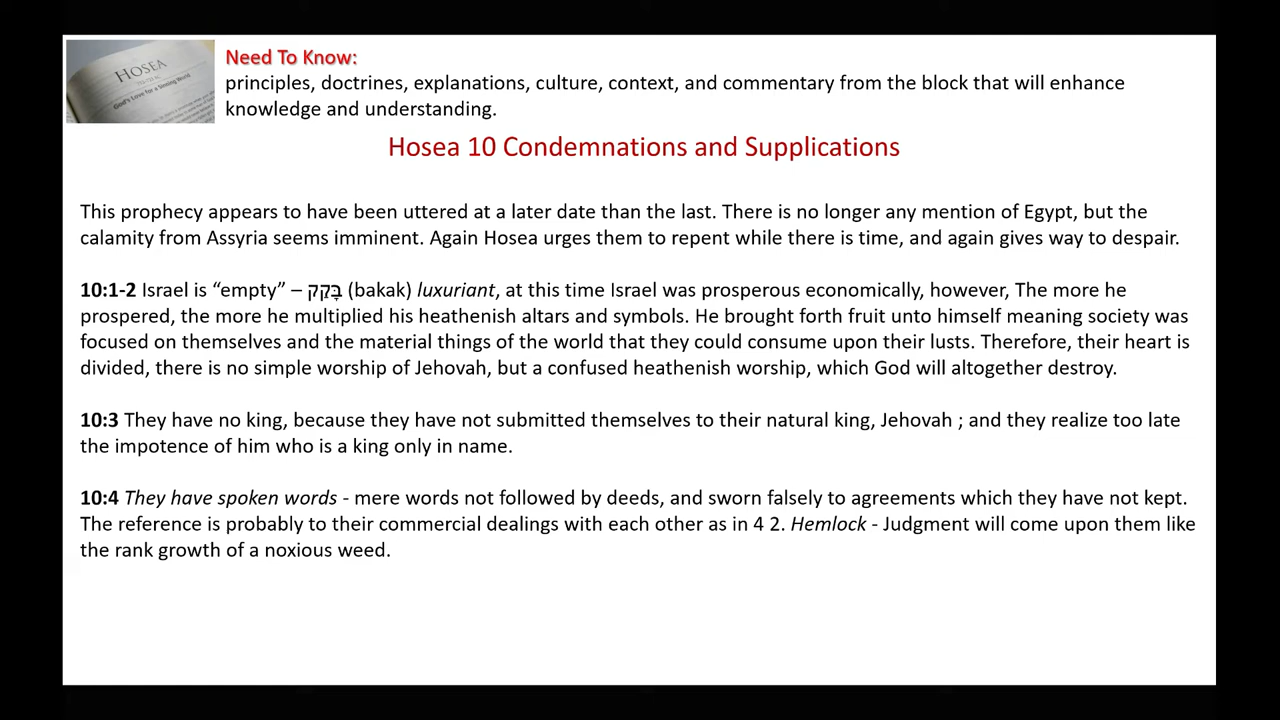 HOSEA
God's Love for a Sinning World
Need To Know:
principles, doctrines, explanations, culture, context, and commentary from the block that will enhance
knowledge and understanding.
Hosea 10 Condemnations and Supplications
This prophecy appears to have been uttered at a later date than the last. There is no longer any mention of Egypt, but the
calamity from Assyria seems imminent. Again Hosea urges them to repent while there is time, and again gives way to despair.
10:1-2 Israel is “empty” – בָּקַק (bakak) luxuriant, at this time Israel was prosperous economically, however, The more he
prospered, the more he multiplied his heathenish altars and symbols. He brought forth fruit unto himself meaning society was
focused on themselves and the material things of the world that they could consume upon their lusts. Therefore, their heart is
divided, there is no simple worship of Jehovah, but a confused heathenish worship, which God will altogether destroy.
10:3 They have no king, because they have not submitted themselves to their natural king, Jehovah ; and they realize too late
the impotence of him who is a king only in name.
10:4 They have spoken words - mere words not followed by deeds, and sworn falsely to agreements which they have not kept.
The reference is probably to their commercial dealings with each other as in 4 2. Hemlock - Judgment will come upon them like
the rank growth of a noxious weed.